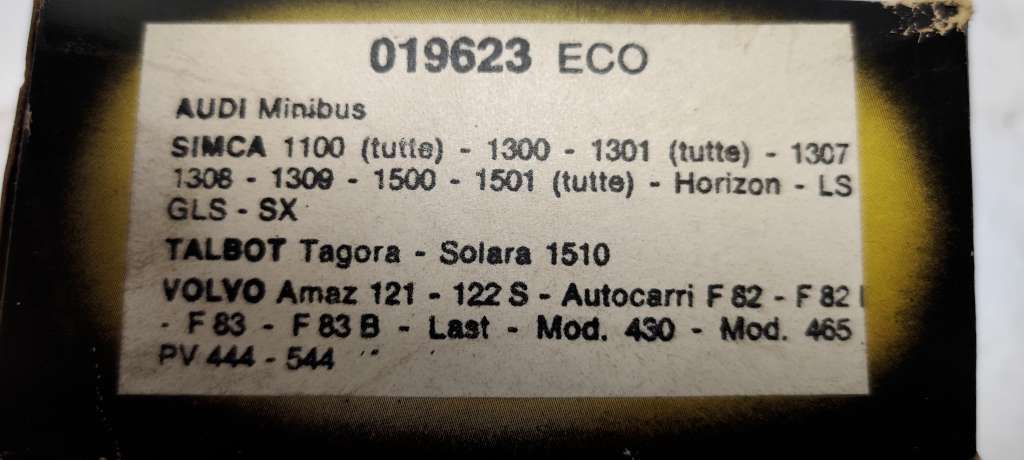 019623 ECO
AUDI Minibus
SIMCA 1100 (tutte) - 1300 - 1301 (tutte) - 1307
1308 - 1309 - 1500 - 1501 (tutte) - Horizon - LS
GLS - SX
TALBOT Tagora - Solara 1510
VOLVO Amaz 121 - 122 S - Autocarri F 82 - F 82
- F 83 - F 83 B - Last - Mod. 430 - Mod. 465
PV 444 - 544